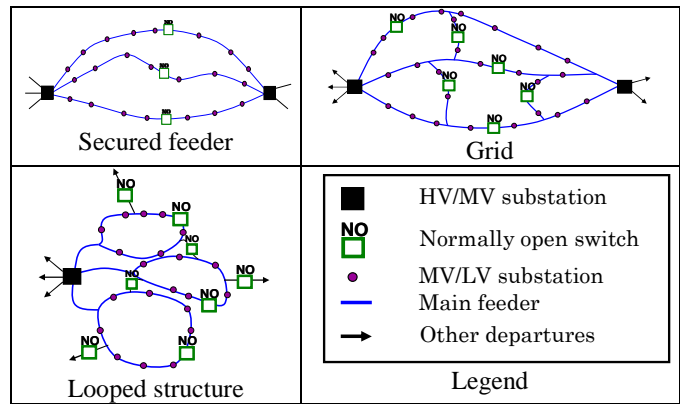 NO
NO
NO
Secured feeder
NO
NO
NO
NO
NO
NO
Grid
NO
NO
NO
NO
NO
NO
NO
NO
Looped structure
HV/MV substation
NO
Normally open switch
MV/LV substation
Main feeder
Other departures
Legend